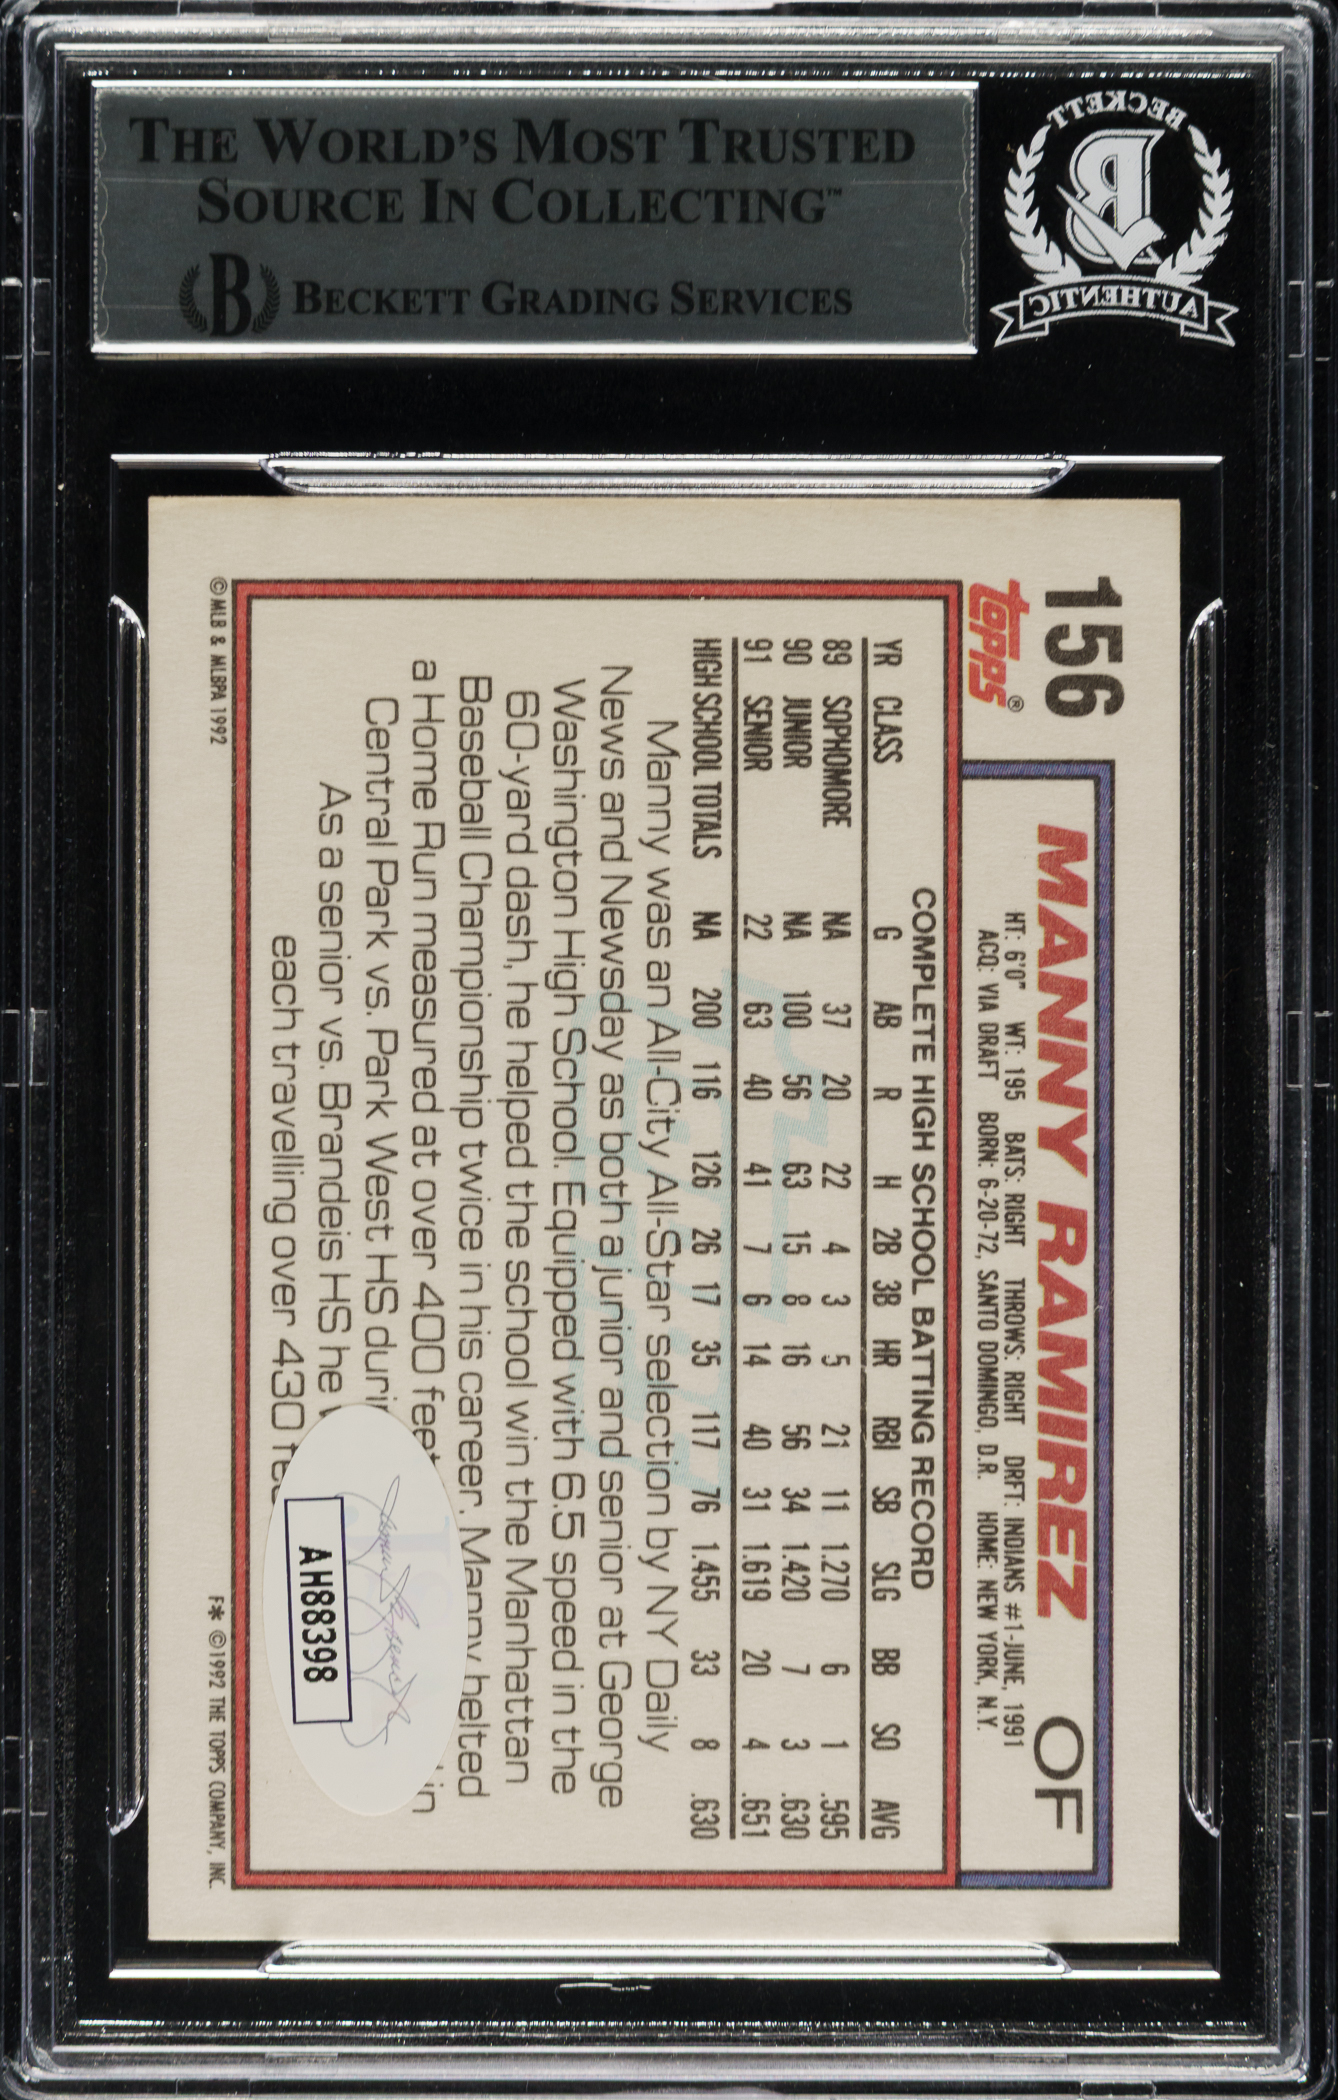 THE WORLD'S MOST TRUSTED
SOURCE IN COLLECTING™
B BECKETT GRADING SERVICES
BECKETT
B
AUTHENTIC
156
MANNY RAMIREZ OF
topps®
HT: 6'0" WT: 195 BATS: RIGHT THROWS: RIGHT DRFT: INDIANS #1-JUNE, 1991
ACQ: VIA DRAFT BORN: 6-20-72, SANTO DOMINGO, D.R. HOME: NEW YORK, N.Y.
COMPLETE HIGH SCHOOL BATTING RECORD
YR CLASS G AB R H 2B 3B HR RBI SB SLG BB SO AVG
89 SOPHOMORE NA 37 20 22 4 3 5 21 11 1.270 6 1 .595
90 JUNIOR NA 100 56 63 15 8 16 56 34 1.420 7 3 .630
91 SENIOR 22 63 40 41 7 6 14 40 31 1.619 20 4 .651
HIGH SCHOOL TOTALS NA 200 116 126 26 17 35 117 76 1.455 33 8 .630
Manny was an All-City All-Star selection by NY Daily
News and Newsday as both a junior and senior at George
Washington High School. Equipped with 6.5 speed in the
60-yard dash, he helped the school win the Manhattan
Baseball Championship twice in his career. Manny belted
a Home Run measured at over 400 feet in
Central Park vs. Park West HS
As a senior vs. Brandeis HS he
each travelling over 430
AH88398
© MLB & MLBPA 1992
F* ©1992 THE TOPPS COMPANY, INC.